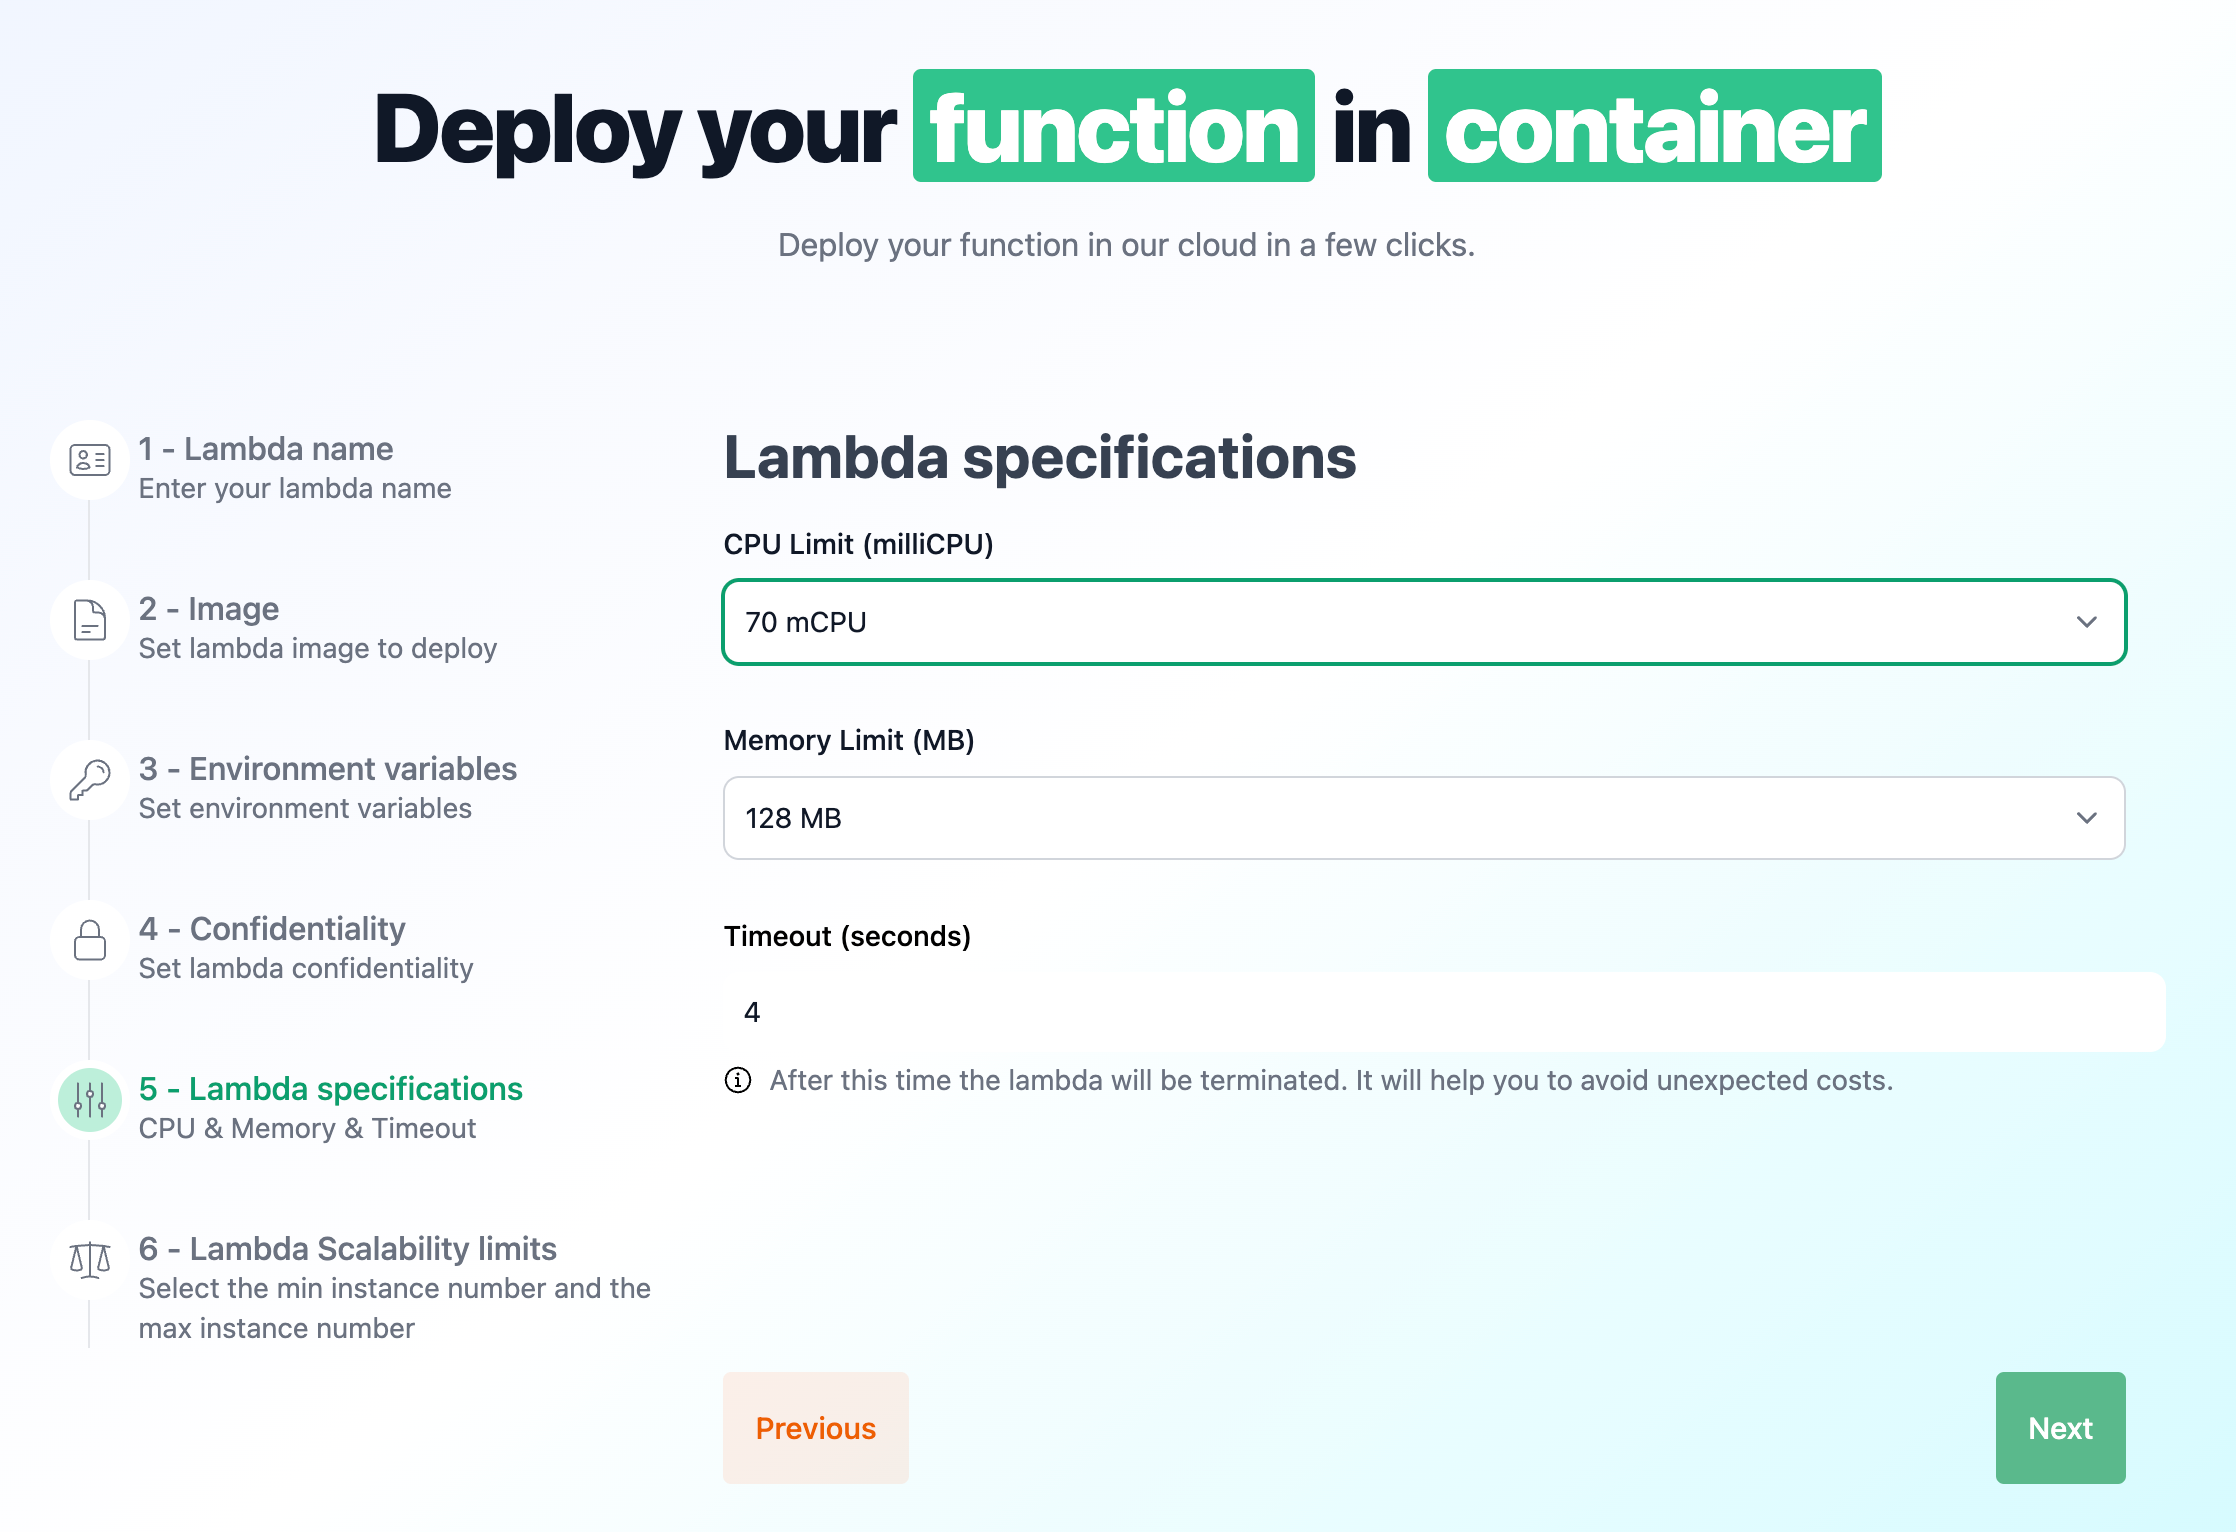 Deploy your function in container
Deploy your function in our cloud in a few clicks.
1 - Lambda name
Enter your lambda name
2 - Image
Set lambda image to deploy
3 - Environment variables
Set environment variables
4 - Confidentiality
Set lambda confidentiality
5 - Lambda specifications
CPU & Memory & Timeout
6 - Lambda Scalability limits
Select the min instance number and the
max instance number
Lambda specifications
CPU Limit (milliCPU)
70 mCPU
Memory Limit (MB)
128 MB
Timeout (seconds)
4
After this time the lambda will be terminated. It will help you to avoid unexpected costs.
Previous
Next